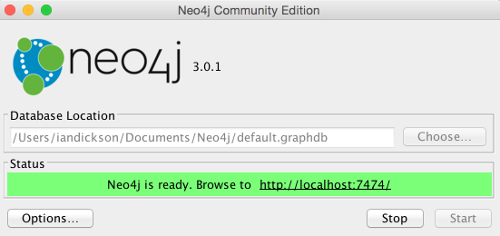 Neo4j Community Edition
neo4j 3.0.1
Database Location
/Users/iandickson/Documents/Neo4j/default.graphdb Choose...
Status
Neo4j is ready. Browse to http://localhost:7474/
Options... Stop Start